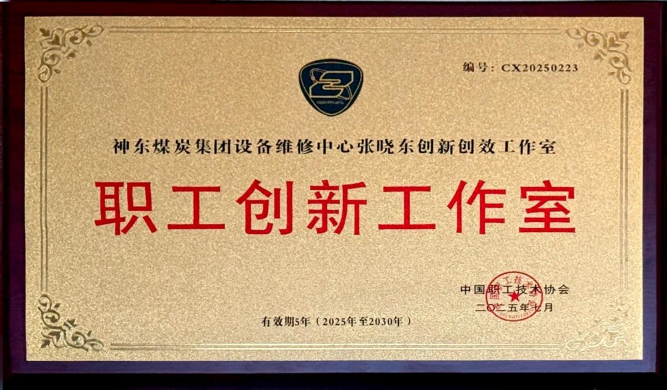 编号：CX20250223
神东煤炭集团设备维修中心张晓东创新创效工作室
职工创新工作室
中国职工技术协会
二〇二五年七月
有效期5年（2025年至2030年）